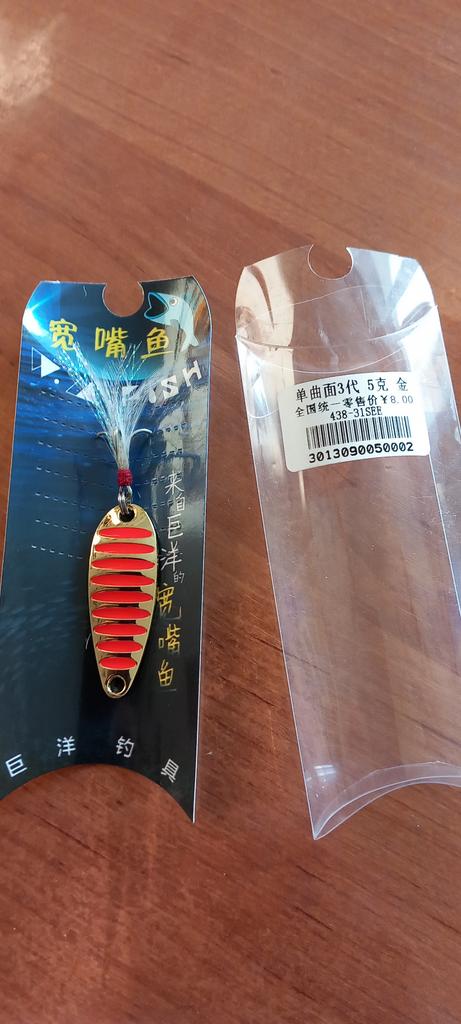 宽嘴鱼
FISH
来自巨洋的宽嘴鱼
巨洋钓具
单曲面3代 5克 金
全国统一零售价¥8.00
438-31SEE
3013090050002